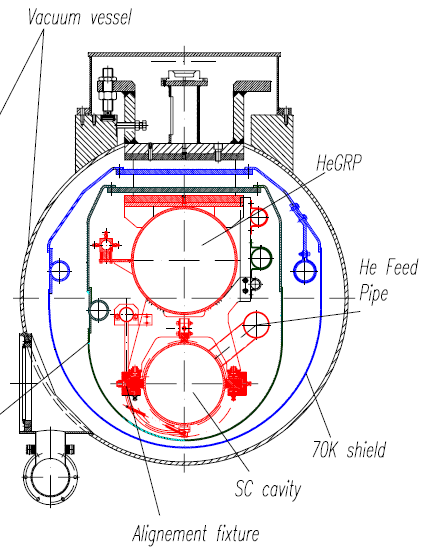 Vacuum vessel
HeGRP
He Feed
Pipe
70K shield
SC cavity
Alignement fixture